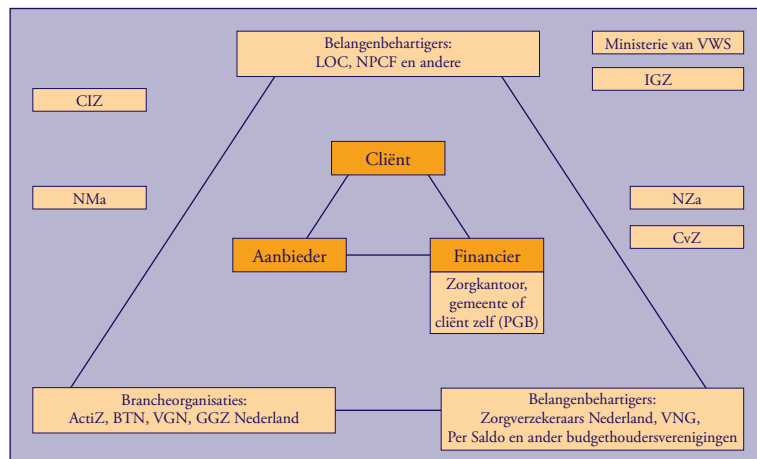 Belangenbehartigers:
LOC, NPCF en andere
Ministerie van VWS
IGZ
CIZ
Cliënt
NMa
NZa
CvZ
Aanbieder
Financier
Zorgkantoor,
gemeente of
cliënt zelf (PGB)
Brancheorganisaties:
ActiZ, BTN, VGN, GGZ Nederland
Belangenbehartigers:
Zorgverzekeraars Nederland, VNG,
Per Saldo en ander budgethoudersverenigingen